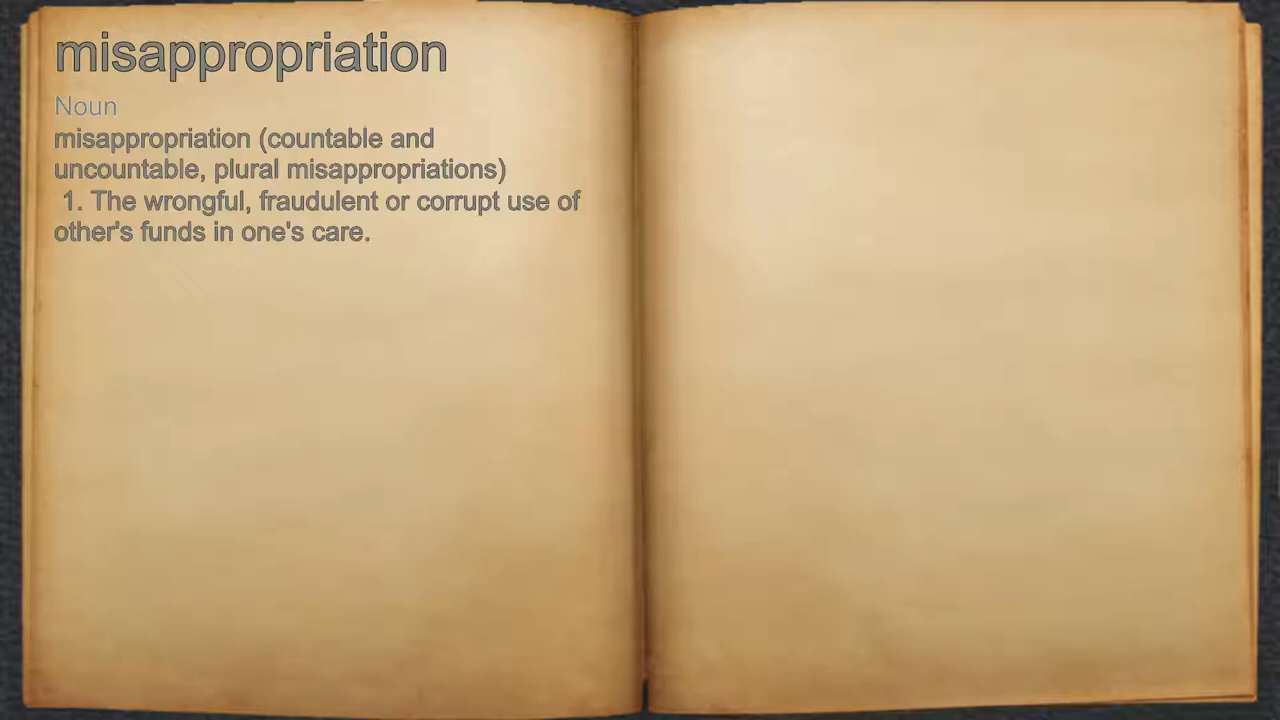 misappropriation
Noun
misappropriation (countable and
uncountable, plural misappropriations)
1. The wrongful, fraudulent or corrupt use of
other's funds in one's care.